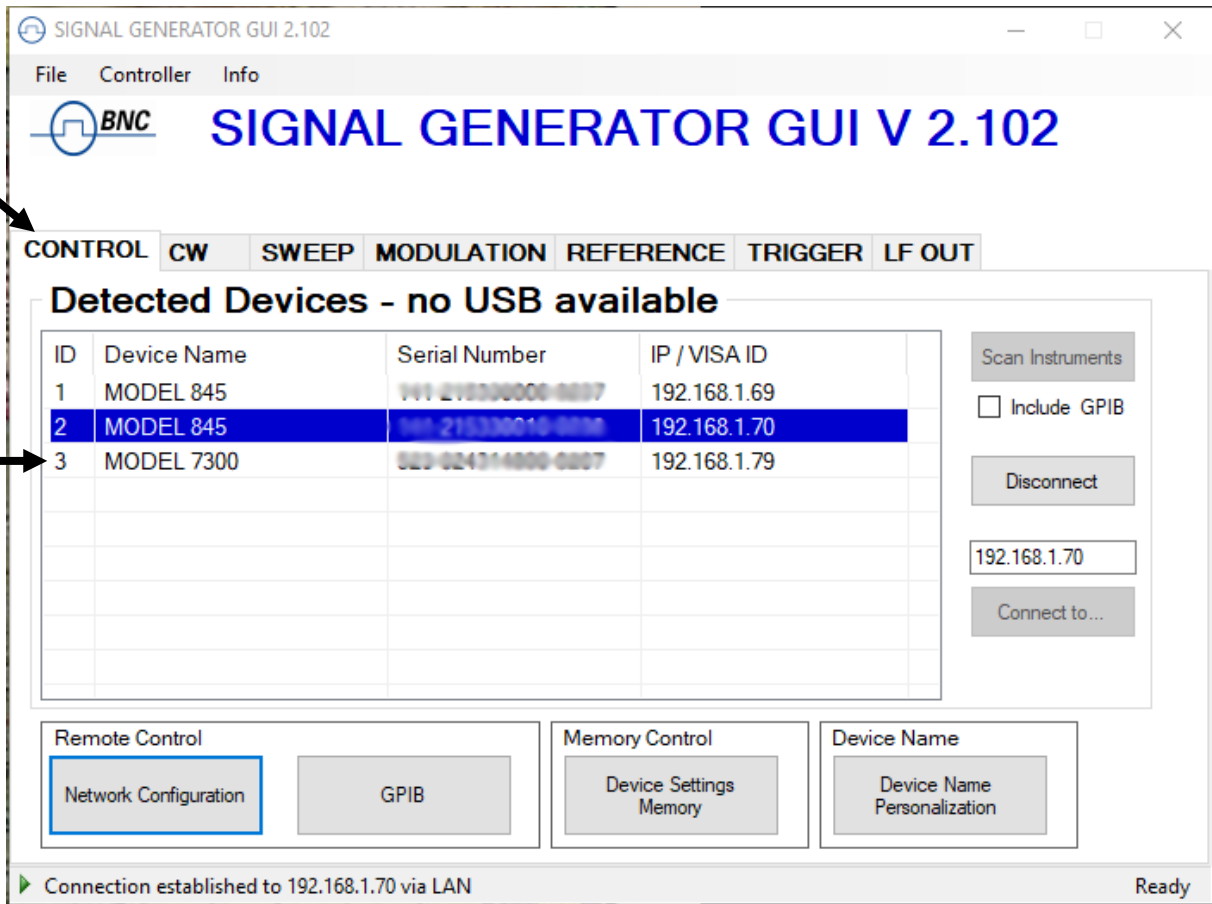 SIGNAL GENERATOR GUI 2.102
File Controller Info
BNC SIGNAL GENERATOR GUI V 2.102
CONTROL CW SWEEP MODULATION REFERENCE TRIGGER LF OUT
Detected Devices - no USB available
ID Device Name Serial Number IP / VISA ID
1 MODEL 845 192.168.1.69
2 MODEL 845 192.168.1.70
3 MODEL 7300 192.168.1.79
Scan Instruments
Include GPIB
Disconnect
192.168.1.70
Connect to...
Remote Control
Network Configuration
GPIB
Memory Control
Device Settings
Memory
Device Name
Device Name
Personalization
Connection established to 192.168.1.70 via LAN Ready